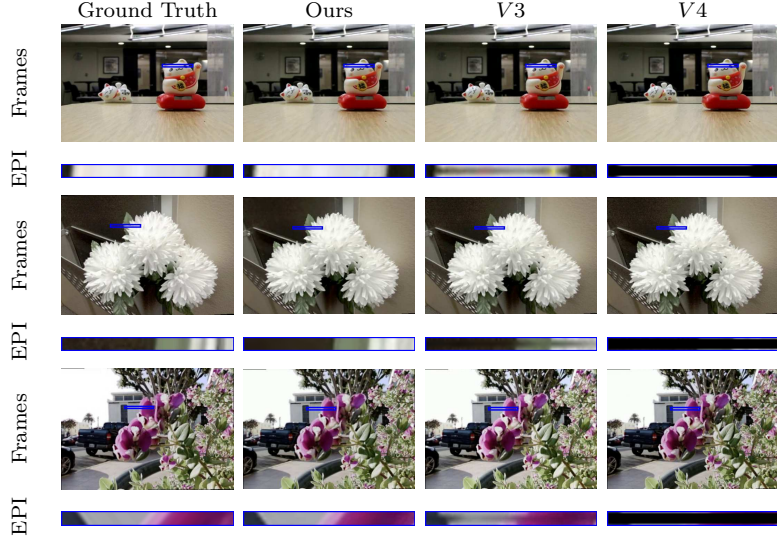 Ground Truth Ours V3 V4
Frames
EPI
Frames
EPI
Frames
EPI